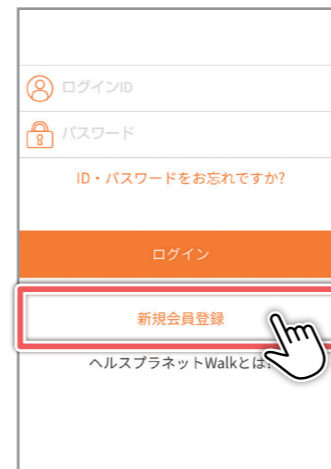 ログインID
パスワード
ID・パスワードをお忘れですか?
ログイン
新規会員登録
ヘルスプラネットWalkとは?